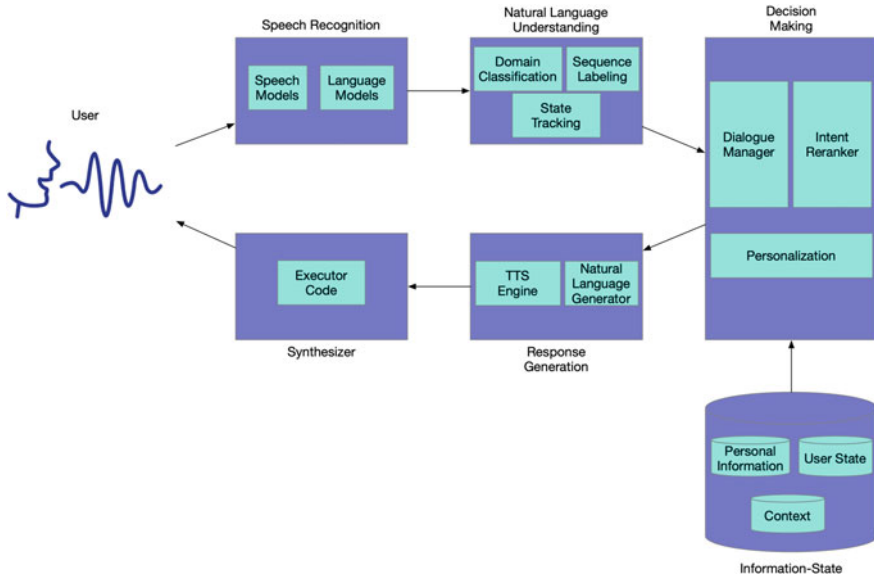 Speech Recognition
Natural Language
Understanding
Decision
Making
Speech
Models
Language
Models
Domain
Classification
Sequence
Labeling
State
Tracking
User
Dialogue
Manager
Intent
Reranker
Personalization
Executor
Code
TTS
Engine
Natural
Language
Generator
Synthesizer
Response
Generation
Personal
Information
User State
Context
Information-State